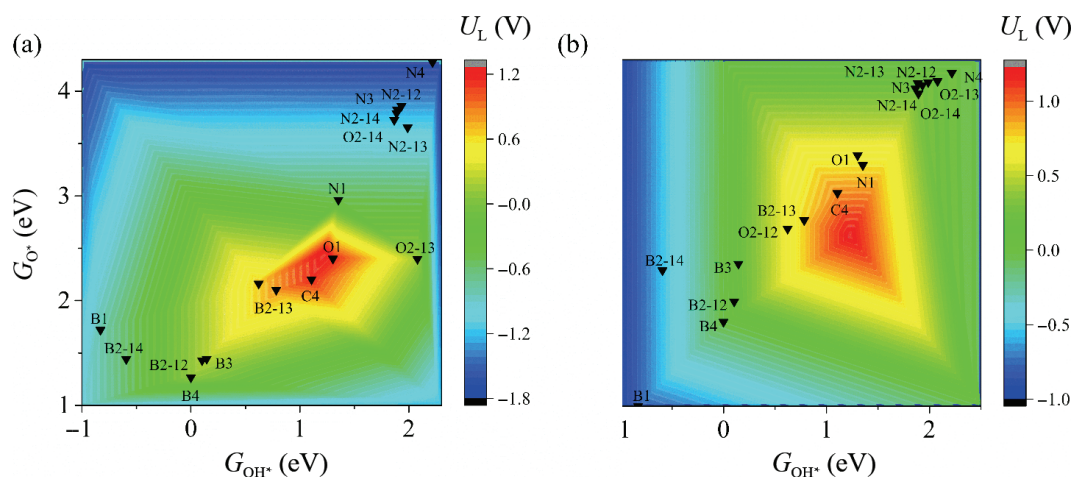 (a)
U_L (V)
1.2
0.6
-0.0
-0.6
-1.2
-1.8
G_O* (eV)
4
3
2
1
N4
N2-12
N3
N2-14
O2-14
N2-13
N1
O1
O2-13
C4
B2-13
B1
B2-14
B2-12
B3
B4
-1
0
1
2
G_OH* (eV)
(b)
U_L (V)
1.0
0.5
0.0
-0.5
-1.0
N2-13
N2-12
N4
N3
O2-13
N2-14
O2-14
O1
N1
C4
B2-13
O2-12
B2-14
B3
B2-12
B4
B1
1
0
1
2
G_OH* (eV)